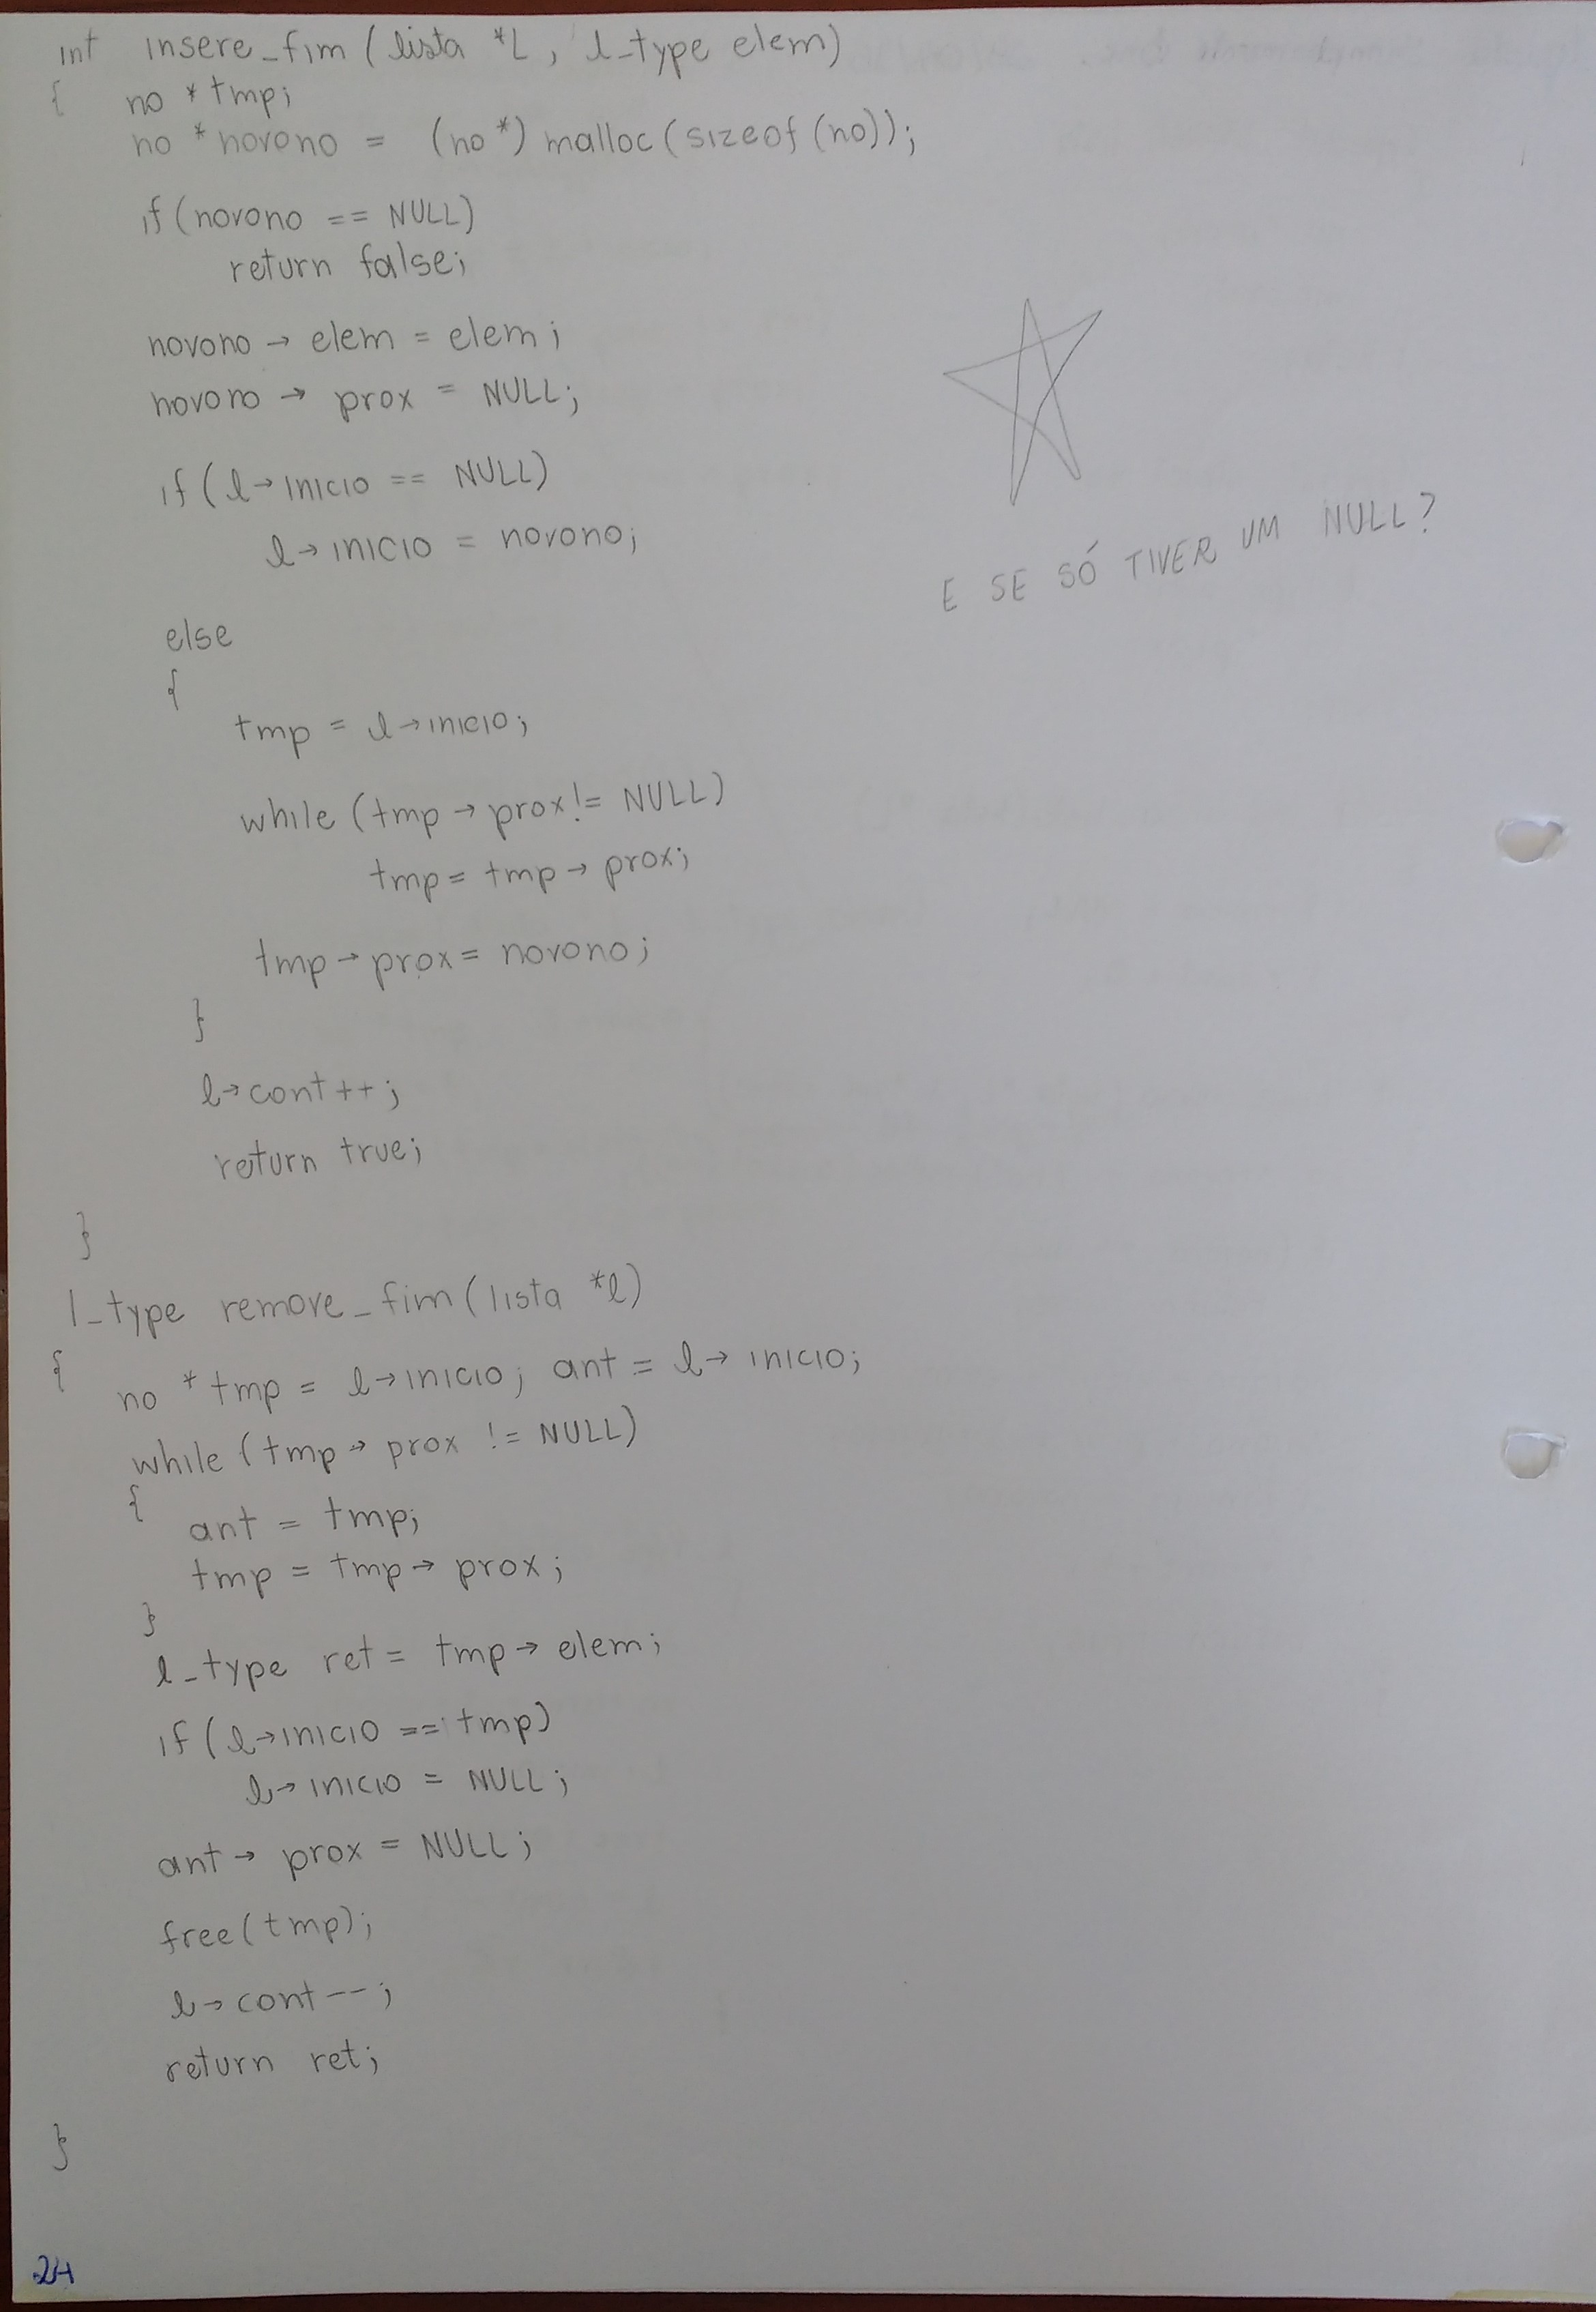 int insere_fim (lista *L, l_type elem)
{ no * tmp;
no *novono = (no*) malloc(sizeof(no));
if (novono == NULL)
return false;
novono → elem = elem;
novono → prox = NULL;
if (l→inicio == NULL)
l→inicio = novono;
E SE SÓ TIVER UM NULL?
else
{
tmp = l→inicio;
while (tmp → prox != NULL)
tmp = tmp → prox;
tmp → prox = novono;
}
l→cont++;
return true;
}
l_type remove_fim (lista *l)
{ no * tmp = l→inicio; ant = l→ inicio;
while (tmp → prox != NULL)
{
ant = tmp;
tmp = tmp → prox;
}
l_type ret = tmp → elem;
if (l→inicio == tmp)
l→ inicio = NULL;
ant → prox = NULL;
free(tmp);
l→cont--;
return ret;
}
24